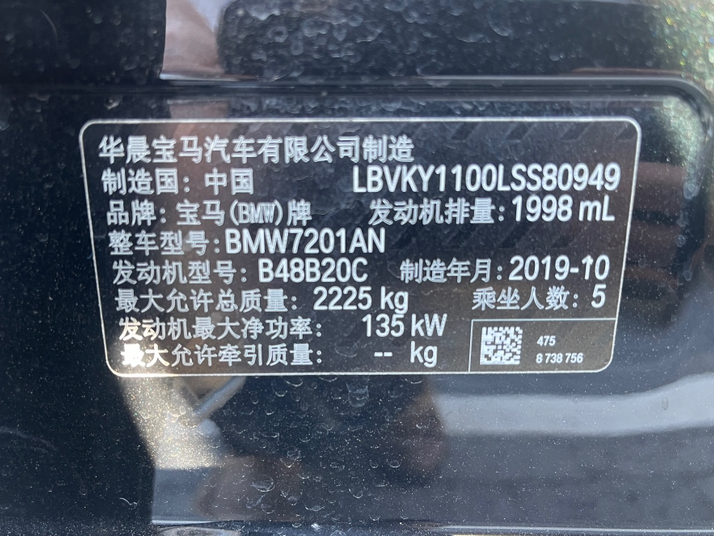 华晨宝马汽车有限公司制造
制造国: 中国 LBVKY1100LSS80949
品牌: 宝马(BMW)牌 发动机排量: 1998 mL
整车型号: BMW7201AN
发动机型号: B48B20C 制造年月: 2019-10
最大允许总质量: 2225 kg 乘坐人数: 5
发动机最大净功率: 135 kW
最大允许牵引质量: -- kg
475
8 738 756